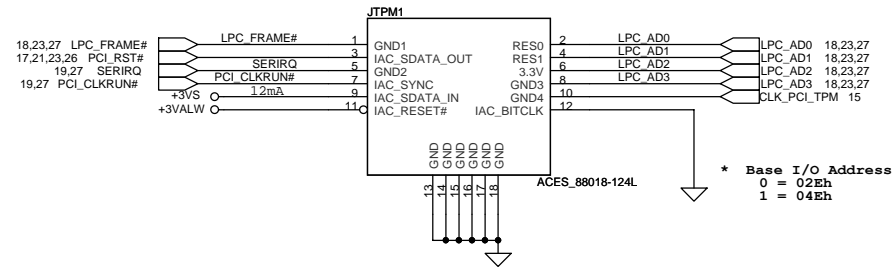 JTPM1
18,23,27 LPC_FRAME# LPC_FRAME# 1 GND1 RES0 2 LPC_AD0 LPC_AD0 18,23,27
17,21,23,26 PCI_RST# 3 IAC_SDATA_OUT RES1 4 LPC_AD1 LPC_AD1 18,23,27
19,27 SERIRQ SERIRQ 5 GND2 3.3V 6 LPC_AD2 LPC_AD2 18,23,27
19,27 PCI_CLKRUN# PCI_CLKRUN# 7 IAC_SYNC GND3 8 LPC_AD3 LPC_AD3 18,23,27
+3VS 12mA 9 IAC_SDATA_IN GND4 10 CLK_PCI_TPM 15
+3VALW 11 IAC_RESET# IAC_BITCLK 12
GND GND GND GND GND GND
13 14 15 16 17 18
ACES_88018-124L
* Base I/O Address
0 = 02Eh
1 = 04Eh